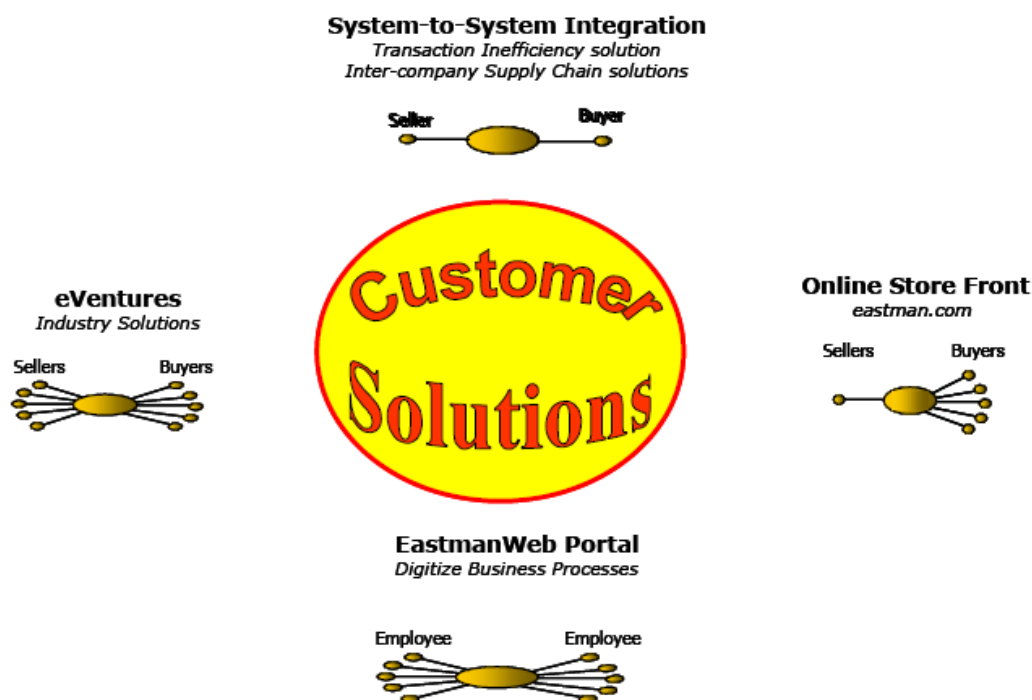 System-to-System Integration
Transaction Inefficiency solution
Inter-company Supply Chain solutions
Seller Buyer
Customer
Solutions
eVentures
Industry Solutions
Sellers Buyers
Online Store Front
eastman.com
Sellers Buyers
EastmanWeb Portal
Digitize Business Processes
Employee Employee